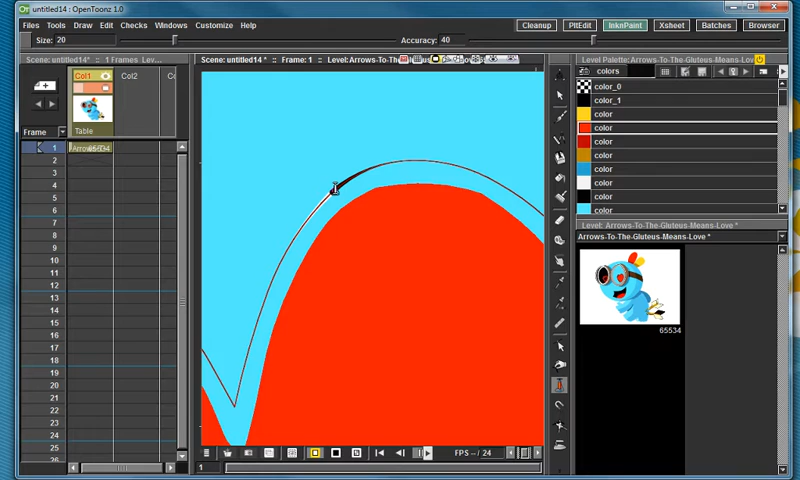 untitled14 : OpenToonz 1.0
Files Tools Draw Edit Checks Windows Customize Help
Cleanup PltEdit InknPaint Xsheet Batches Browser
Size: 20 Accuracy: 40
Scene: untitled14* :: 1 Frames Lev...
Scene: untitled14 * :: Frame: 1 :: Level:Arrows-To-Th
Level Palette: Arrows-To-The-Gluteus-Mean
colors
Col1 Col2
Table
Frame
1 Arrows
2
3
4
5
6
7
8
9
10
11
12
13
14
15
16
17
18
19
20
21
22
23
24
25
26
color_0
color_1
color
color
color
color
color
color
color
color
Level: Arrows-To-The-Gluteus-Means-Love *
Arrows-To-The-Gluteus-Means-Love *
65534
FPS -- / 24
1